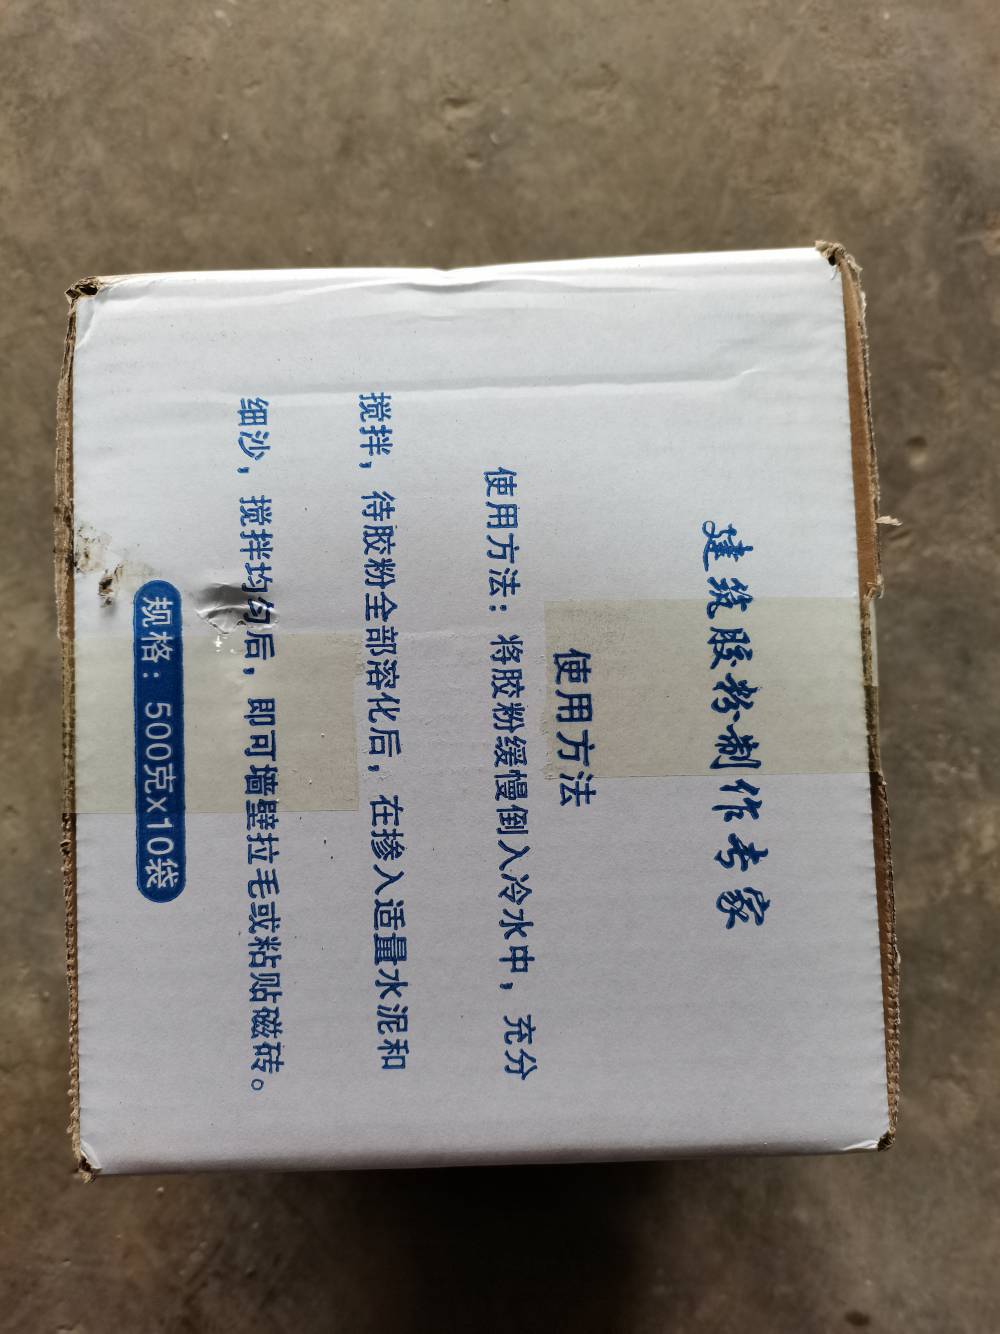 建筑胶粉制作专家
使用方法
使用方法：将胶粉缓慢倒入冷水中，充分
搅拌，待胶粉全部溶化后，在掺入适量水泥和
细沙，搅拌均匀后，即可墙壁拉毛或粘贴磁砖。
规格：500克×10袋